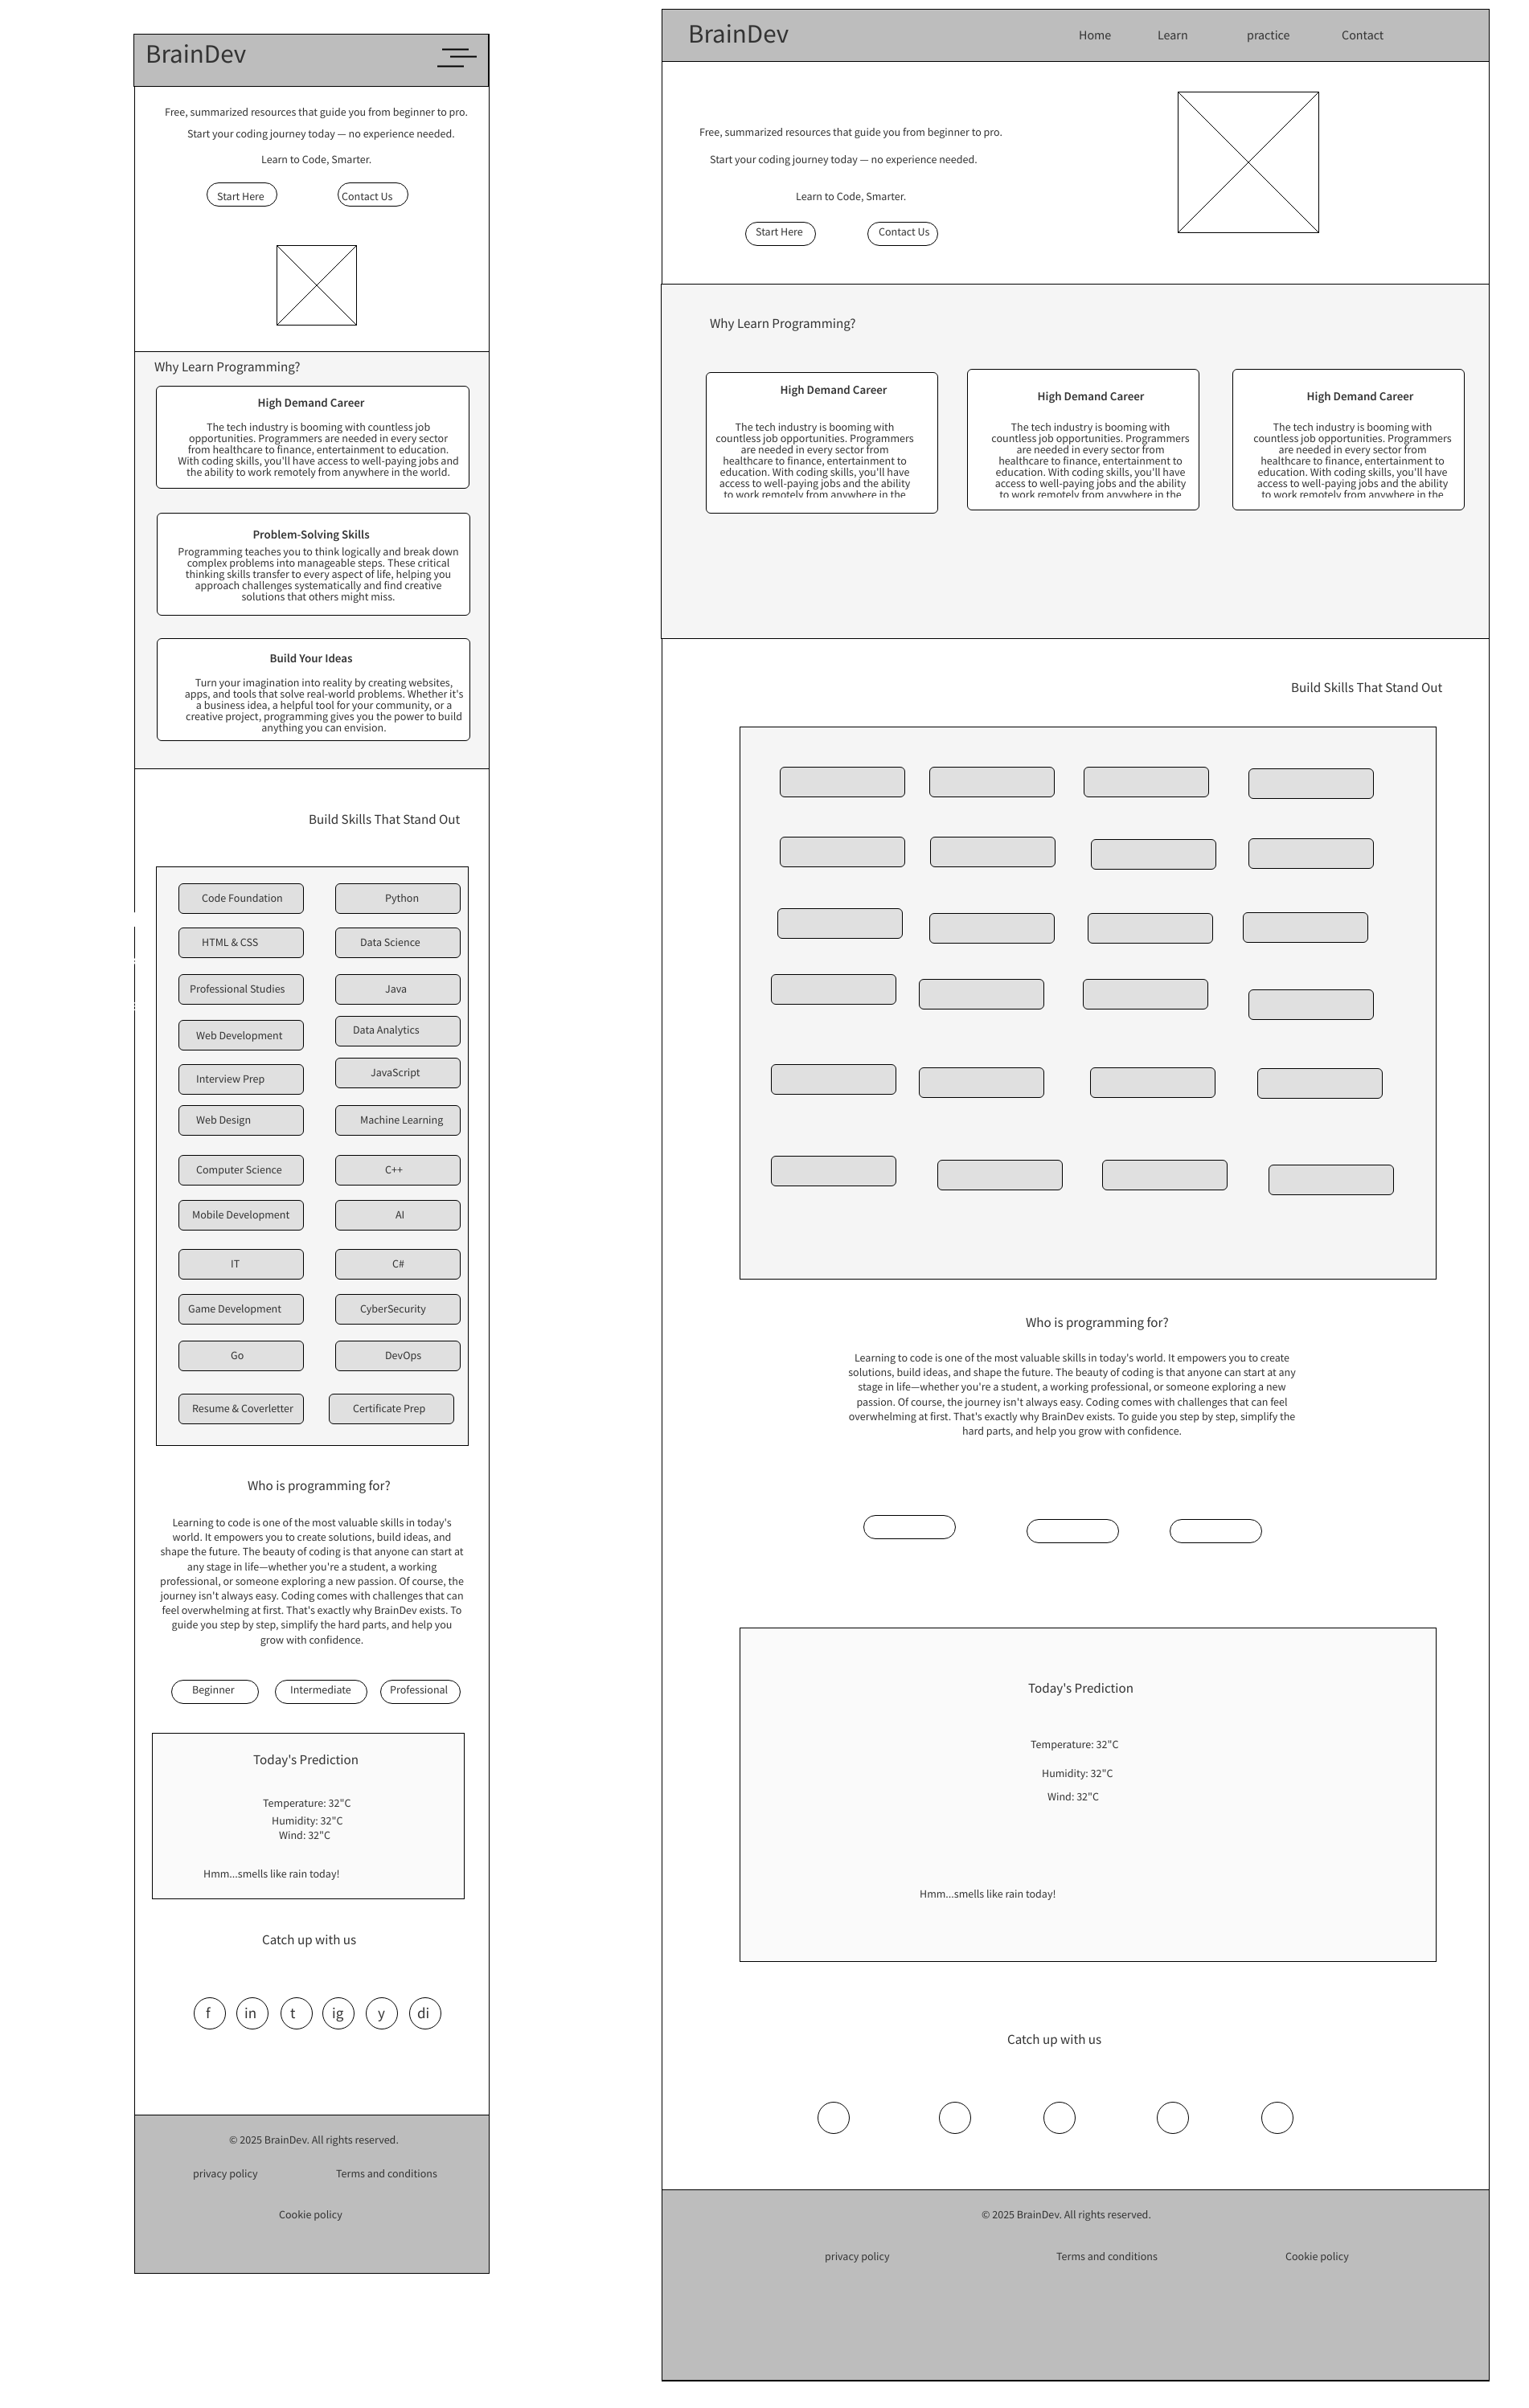 BrainDev
Free, summarized resources that guide you from beginner to pro.
Start your coding journey today — no experience needed.
Learn to Code, Smarter.
Start Here
Contact Us
Why Learn Programming?
High Demand Career
The tech industry is booming with countless job
opportunities. Programmers are needed in every sector
from healthcare to finance, entertainment to education.
With coding skills, you'll have access to well-paying jobs and
the ability to work remotely from anywhere in the world.
Problem-Solving Skills
Programming teaches you to think logically and break down
complex problems into manageable steps. These critical
thinking skills transfer to every aspect of life, helping you
approach challenges systematically and find creative
solutions that others might miss.
Build Your Ideas
Turn your imagination into reality by creating websites,
apps, and tools that solve real-world problems. Whether it's
a business idea, a helpful tool for your community, or a
creative project, programming gives you the power to build
anything you can envision.
Build Skills That Stand Out
Code Foundation
Python
HTML & CSS
Data Science
Professional Studies
Java
Web Development
Data Analytics
Interview Prep
JavaScript
Web Design
Machine Learning
Computer Science
C++
Mobile Development
AI
IT
C#
Game Development
CyberSecurity
Go
DevOps
Resume & Coverletter
Certificate Prep
Who is programming for?
Learning to code is one of the most valuable skills in today's
world. It empowers you to create solutions, build ideas, and
shape the future. The beauty of coding is that anyone can start at
any stage in life—whether you're a student, a working
professional, or someone exploring a new passion. Of course, the
journey isn't always easy. Coding comes with challenges that can
feel overwhelming at first. That's exactly why BrainDev exists. To
guide you step by step, simplify the hard parts, and help you
grow with confidence.
Beginner
Intermediate
Professional
Today's Prediction
Temperature: 32"C
Humidity: 32"C
Wind: 32"C
Hmm...smells like rain today!
Catch up with us
f
in
t
ig
y
di
© 2025 BrainDev. All rights reserved.
privacy policy
Terms and conditions
Cookie policy
BrainDev
Home
Learn
practice
Contact
Free, summarized resources that guide you from beginner to pro.
Start your coding journey today — no experience needed.
Learn to Code, Smarter.
Start Here
Contact Us
Why Learn Programming?
High Demand Career
The tech industry is booming with
countless job opportunities. Programmers
are needed in every sector from
healthcare to finance, entertainment to
education. With coding skills, you'll have
access to well-paying jobs and the ability
to work remotely from anywhere in the
High Demand Career
The tech industry is booming with
countless job opportunities. Programmers
are needed in every sector from
healthcare to finance, entertainment to
education. With coding skills, you'll have
access to well-paying jobs and the ability
to work remotely from anywhere in the
High Demand Career
The tech industry is booming with
countless job opportunities. Programmers
are needed in every sector from
healthcare to finance, entertainment to
education. With coding skills, you'll have
access to well-paying jobs and the ability
to work remotely from anywhere in the
Build Skills That Stand Out
Who is programming for?
Learning to code is one of the most valuable skills in today's world. It empowers you to create
solutions, build ideas, and shape the future. The beauty of coding is that anyone can start at any
stage in life—whether you're a student, a working professional, or someone exploring a new
passion. Of course, the journey isn't always easy. Coding comes with challenges that can feel
overwhelming at first. That's exactly why BrainDev exists. To guide you step by step, simplify the
hard parts, and help you grow with confidence.
Today's Prediction
Temperature: 32"C
Humidity: 32"C
Wind: 32"C
Hmm...smells like rain today!
Catch up with us
© 2025 BrainDev. All rights reserved.
privacy policy
Terms and conditions
Cookie policy